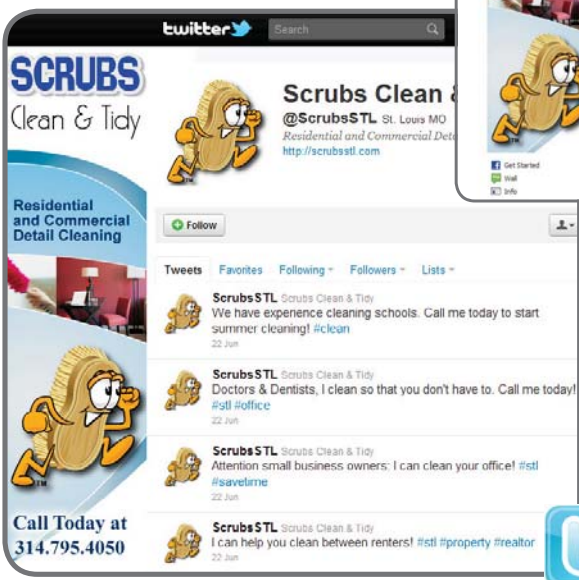 twitter
Search
SCRUBS
Clean & Tidy
Residential
and Commercial
Detail Cleaning
TM
Call Today at
314.795.4050
TM
Scrubs Clean &
@ScrubsSTL St. Louis MO
Residential and Commercial Det
http://scrubsstl.com
Get Started
Wall
Info
Follow
Tweets Favorites Following Followers Lists
ScrubsSTL Scrubs Clean & Tidy
We have experience cleaning schools. Call me today to start
summer cleaning! #clean
22 Jun
ScrubsSTL Scrubs Clean & Tidy
Doctors & Dentists, I clean so that you don't have to. Call me today!
#stl #office
22 Jun
ScrubsSTL Scrubs Clean & Tidy
Attention small business owners: I can clean your office! #stl
#savetime
22 Jun
ScrubsSTL Scrubs Clean & Tidy
I can help you clean between renters! #stl #property #realtor
22 Jun